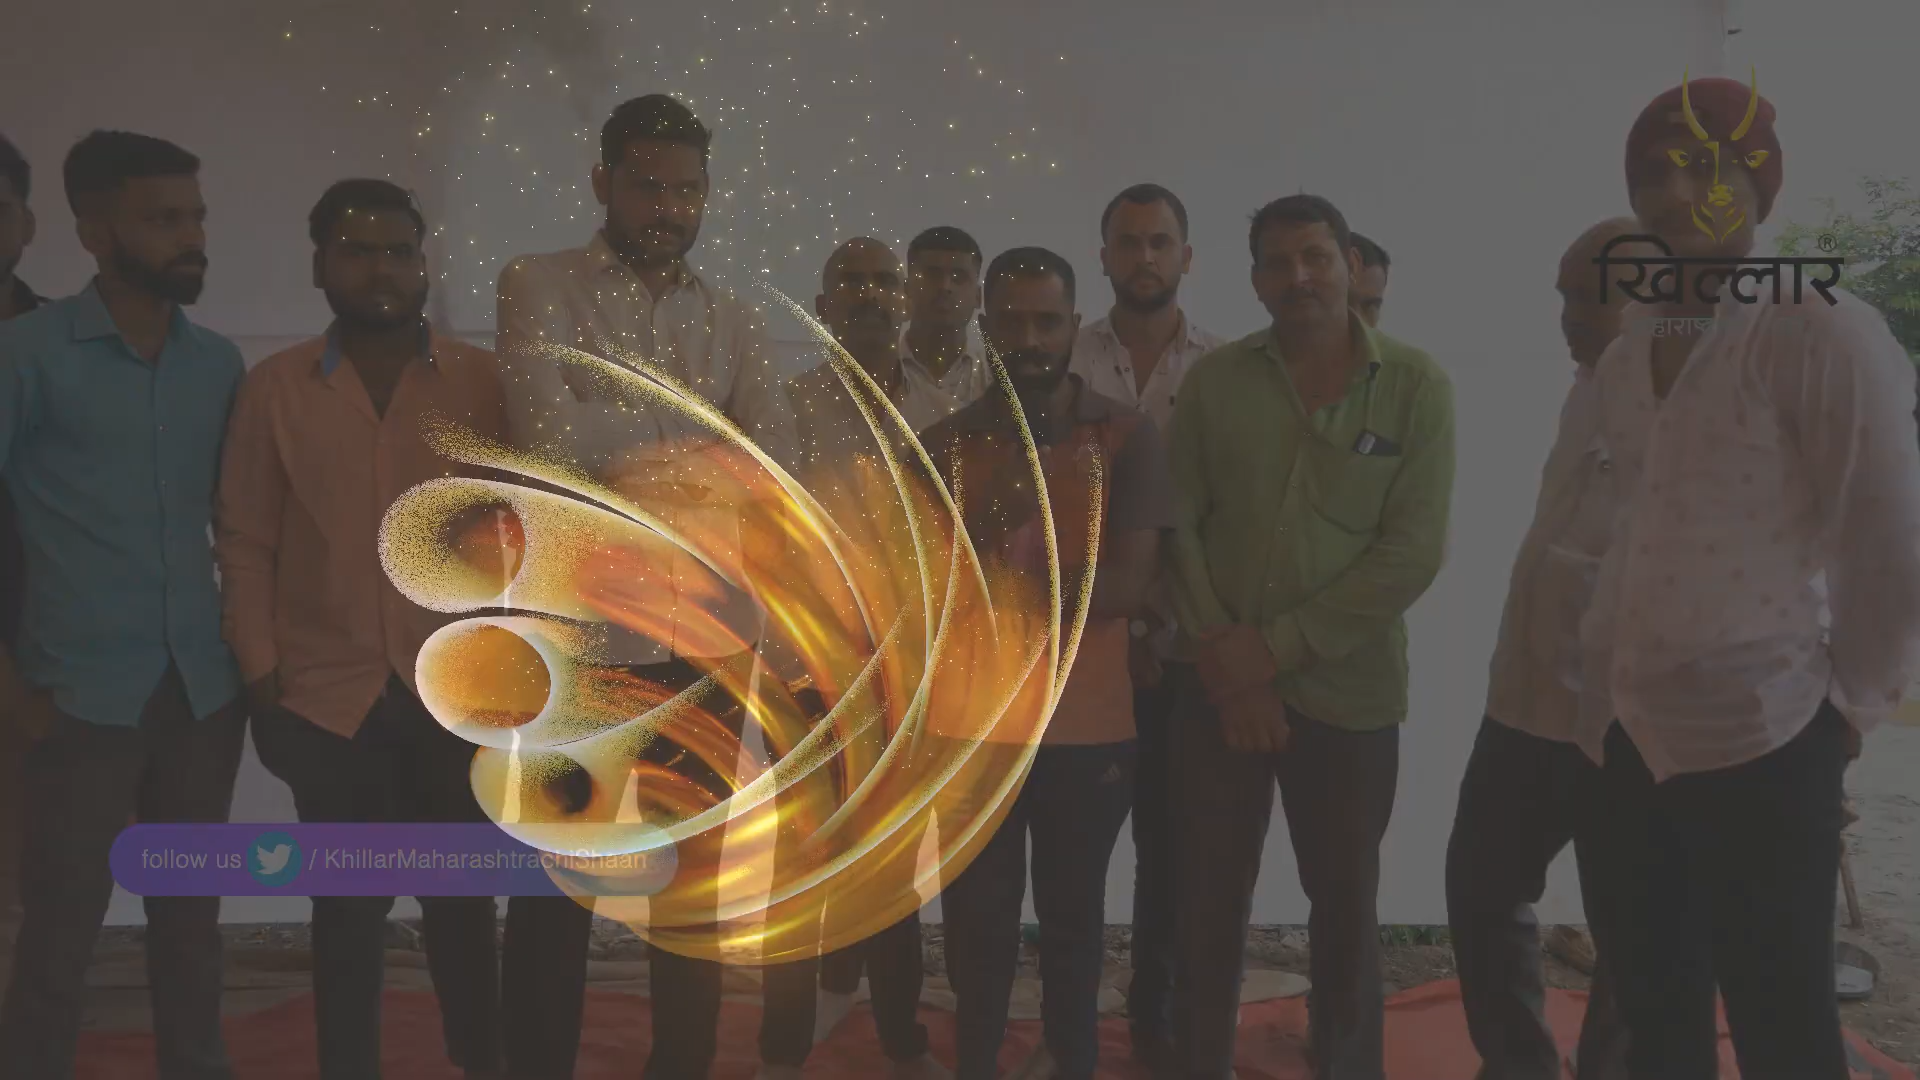 ®
खिल्लार
follow us / KhillarMaharashtrachiShaan